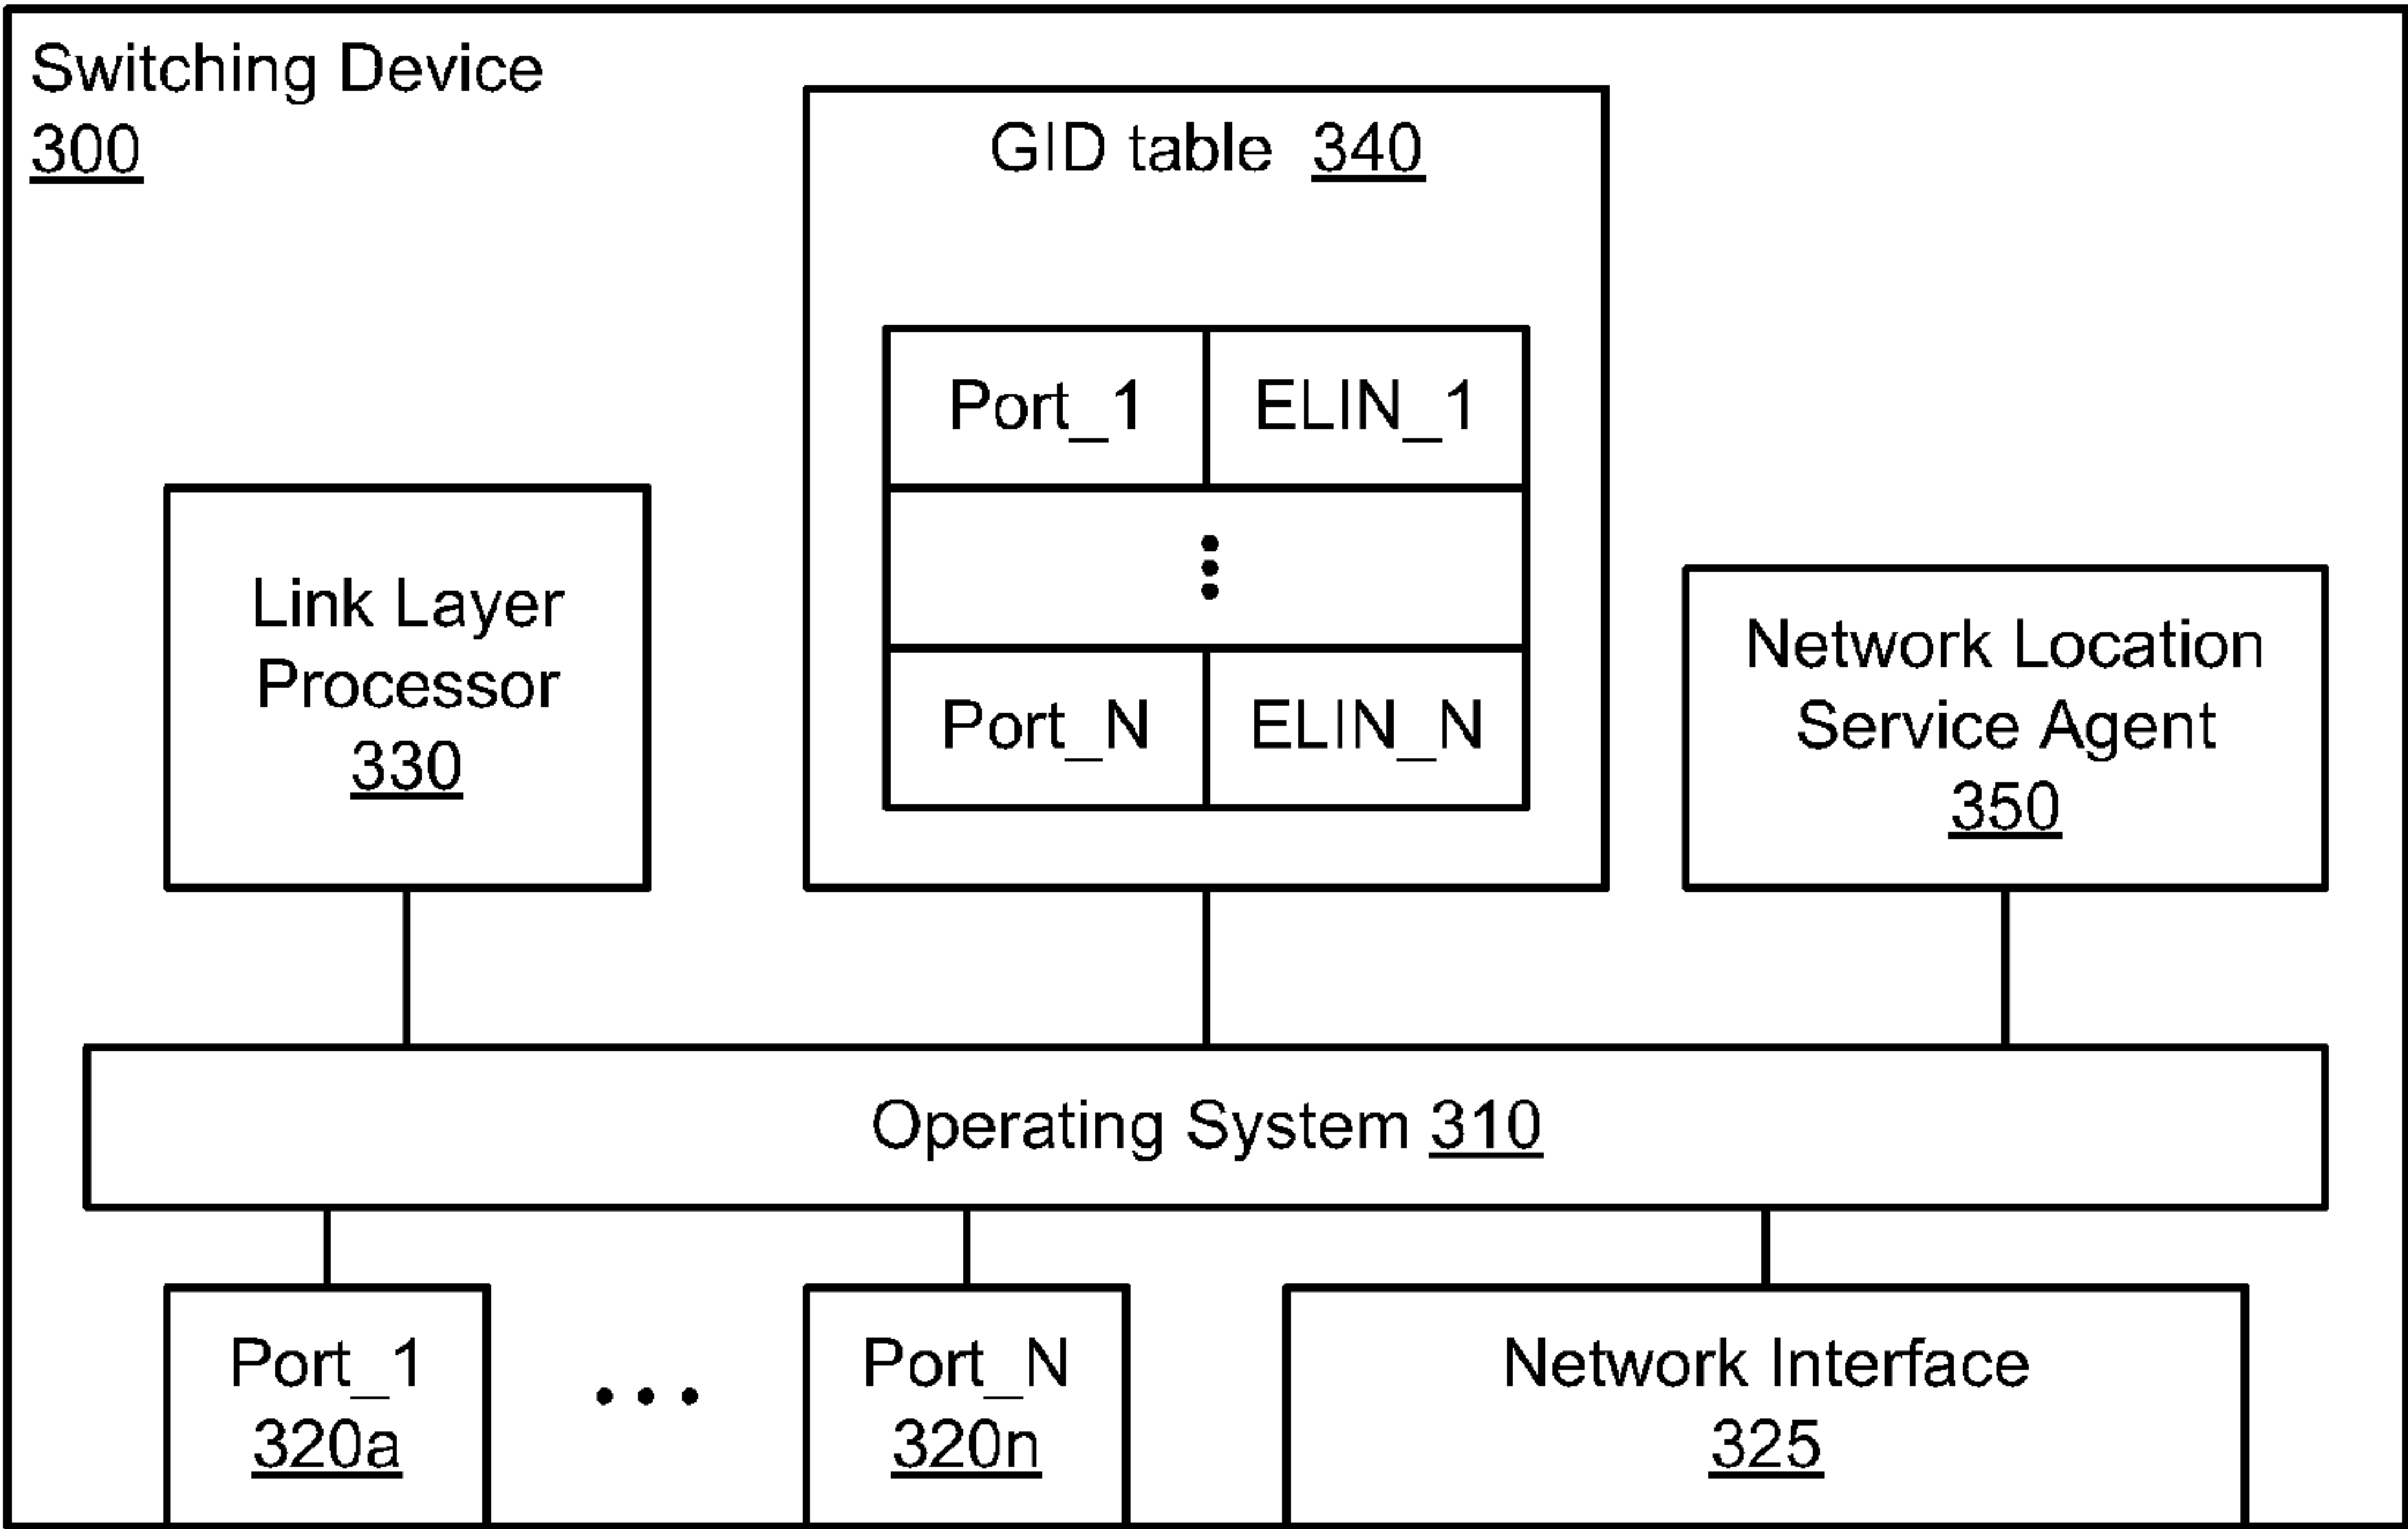 Switching Device
300
GID table 340
Port_1 ELIN_1
Port_N ELIN_N
Link Layer
Processor
330
Network Location
Service Agent
350
Operating System 310
Port_1
320a
Port_N
320n
Network Interface
325